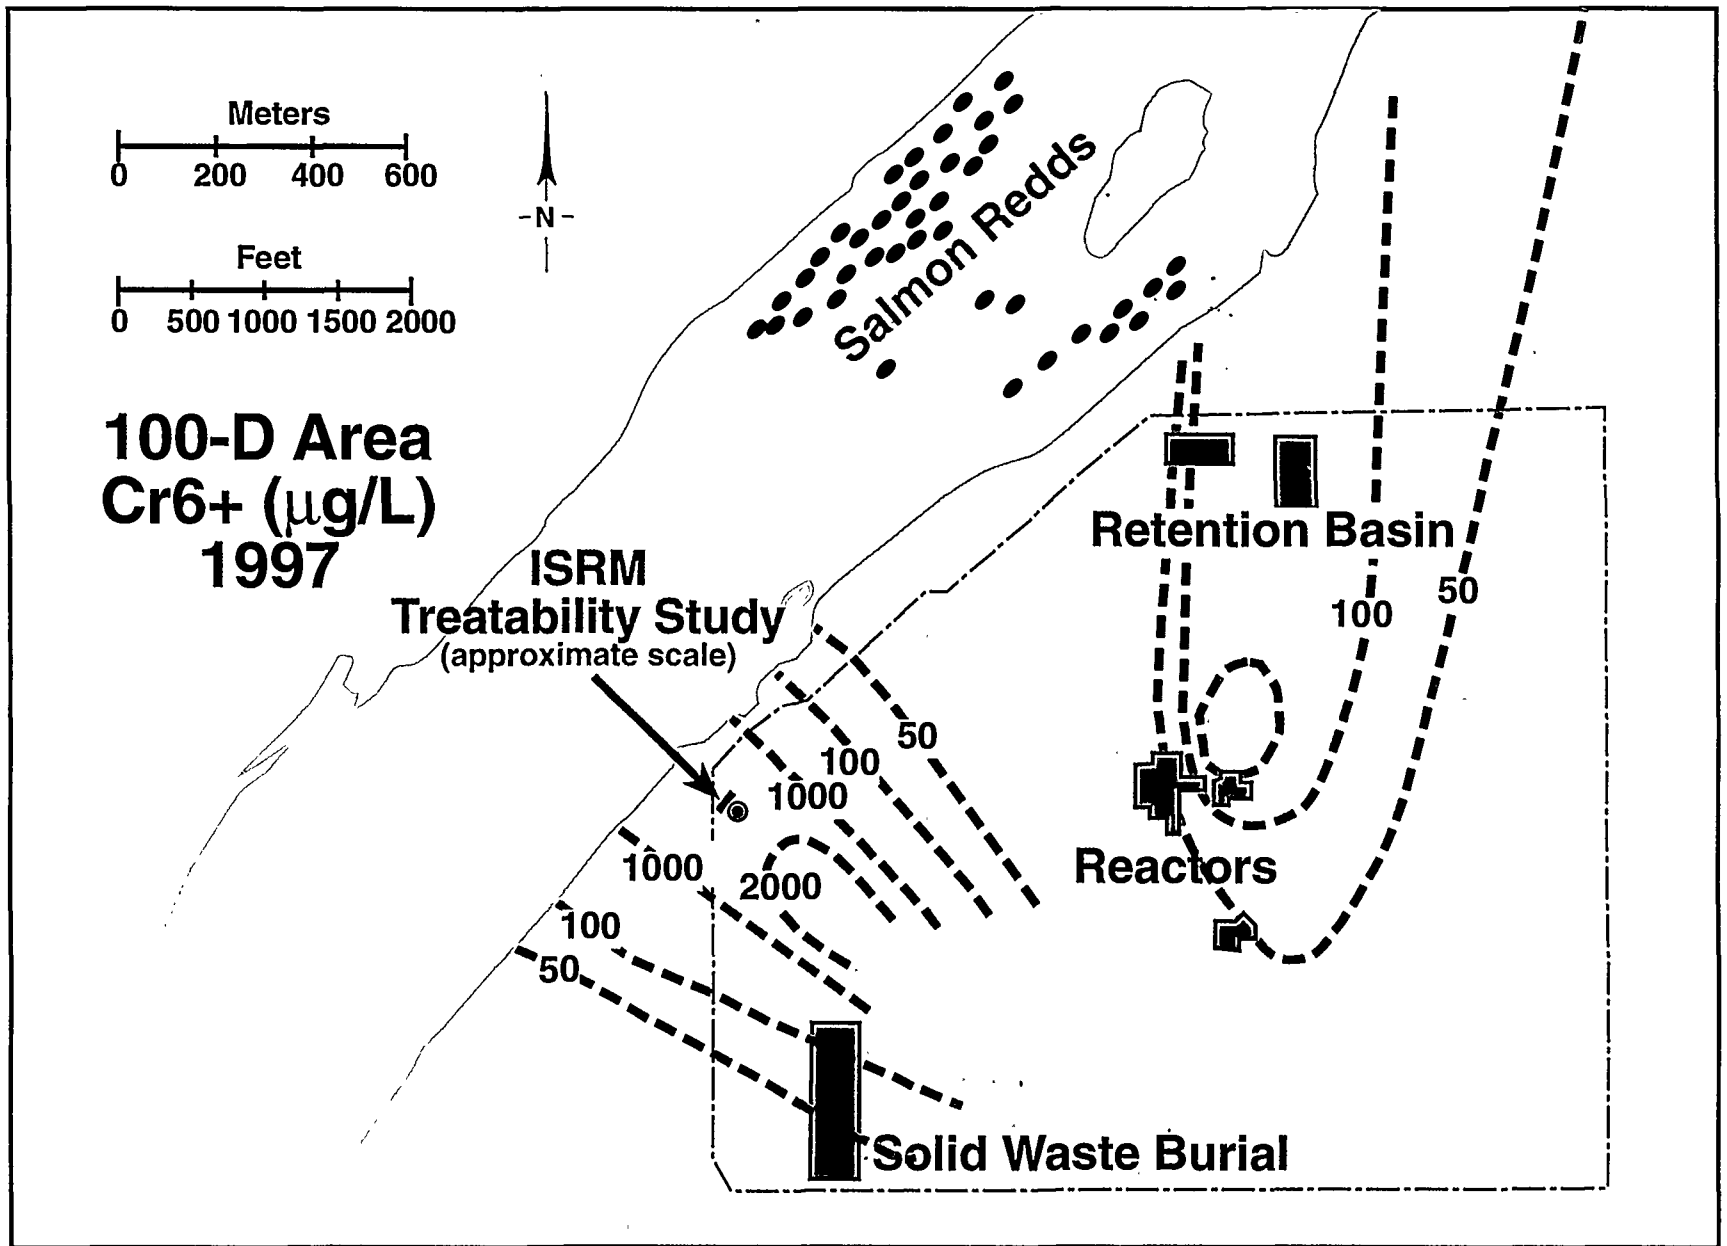 Meters
0 200 400 600
-N-
Feet
0 500 1000 1500 2000
100-D Area
Cr6+ (μg/L)
1997
Salmon Redds
ISRM
Treatability Study
(approximate scale)
Retention Basin
100
50
50
100
1000
1000
2000
100
50
Reactors
Solid Waste Burial